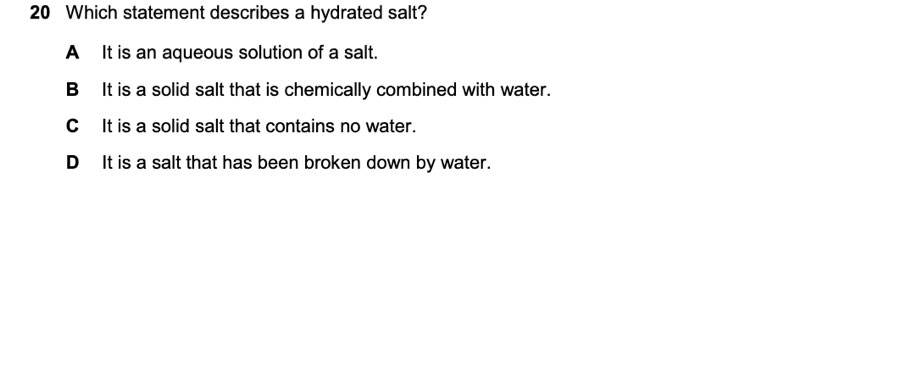 20 Which statement describes a hydrated salt?
A It is an aqueous solution of a salt.
B It is a solid salt that is chemically combined with water.
C It is a solid salt that contains no water.
D It is a salt that has been broken down by water.